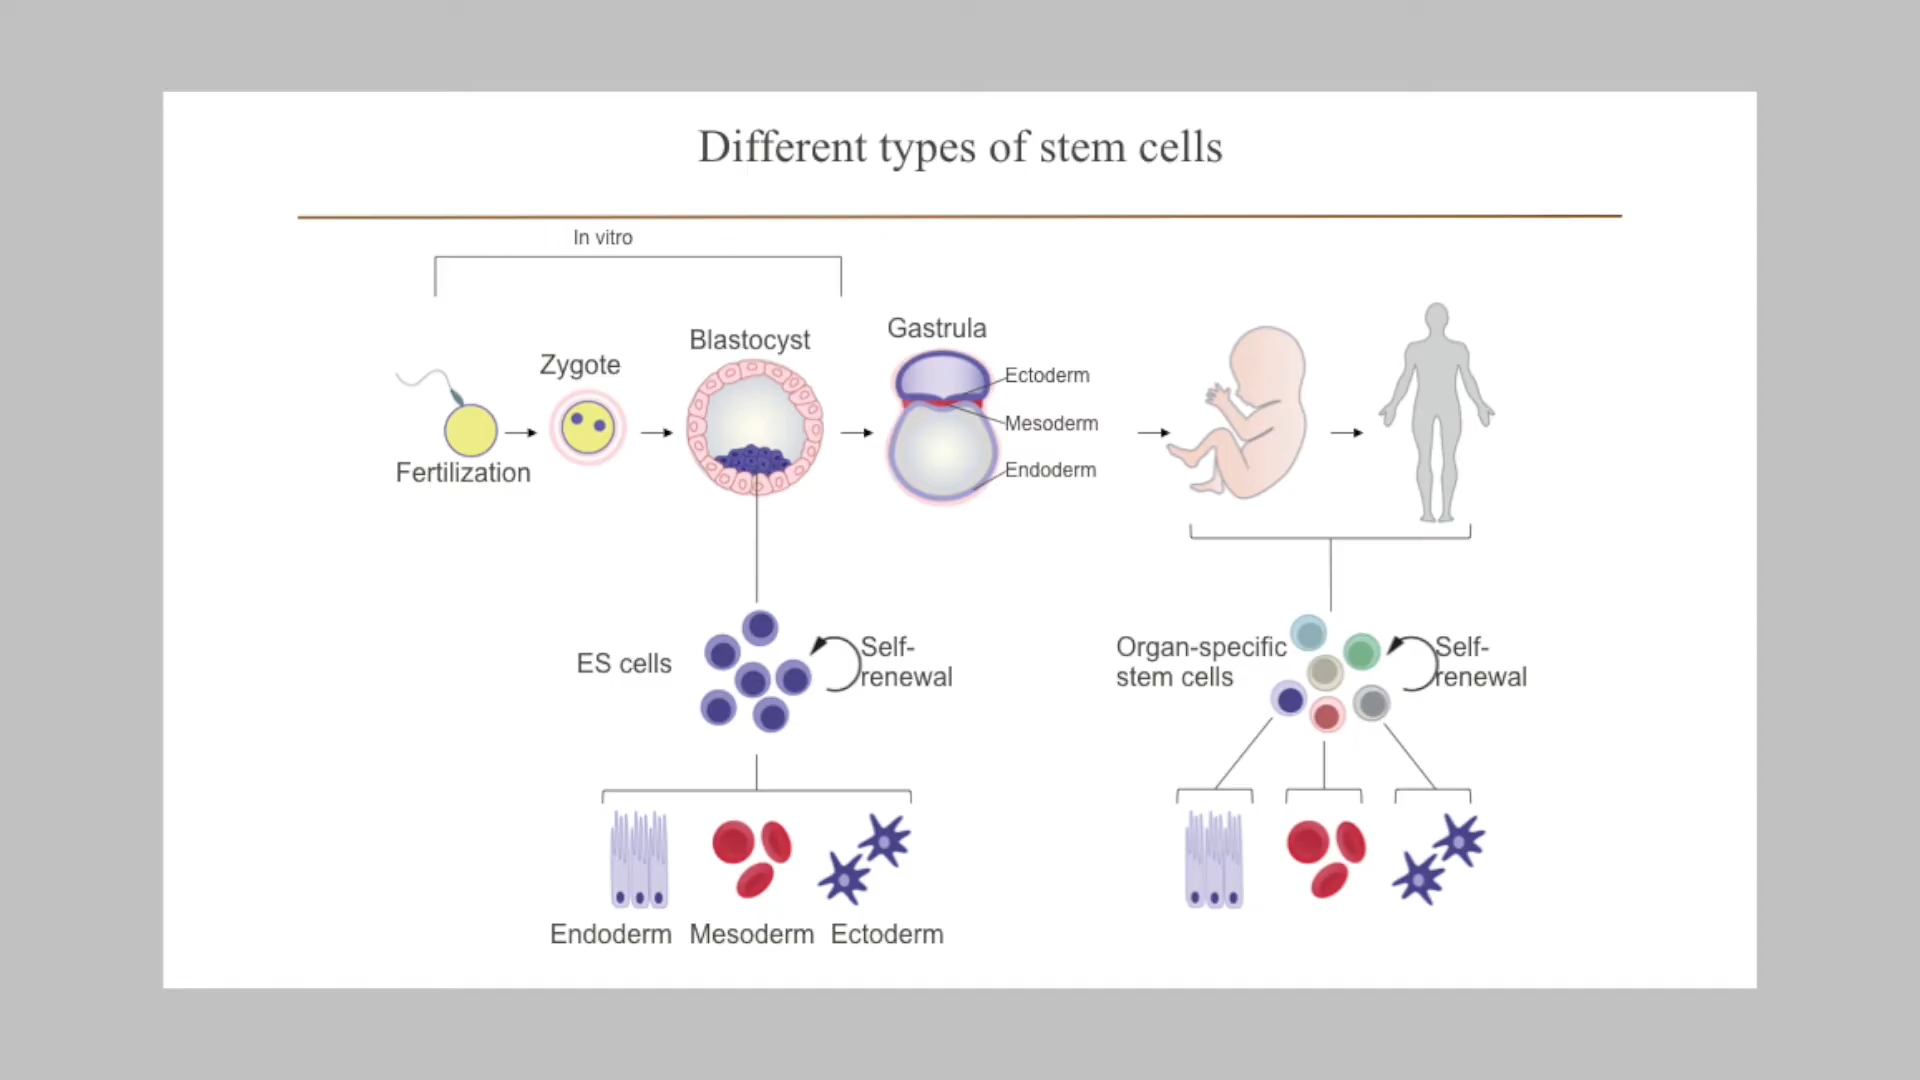 Different types of stem cells
In vitro
Fertilization
Zygote
Blastocyst
Gastrula
Ectoderm
Mesoderm
Endoderm
ES cells
Self-
renewal
Endoderm Mesoderm Ectoderm
Organ-specific
stem cells
Self-
renewal